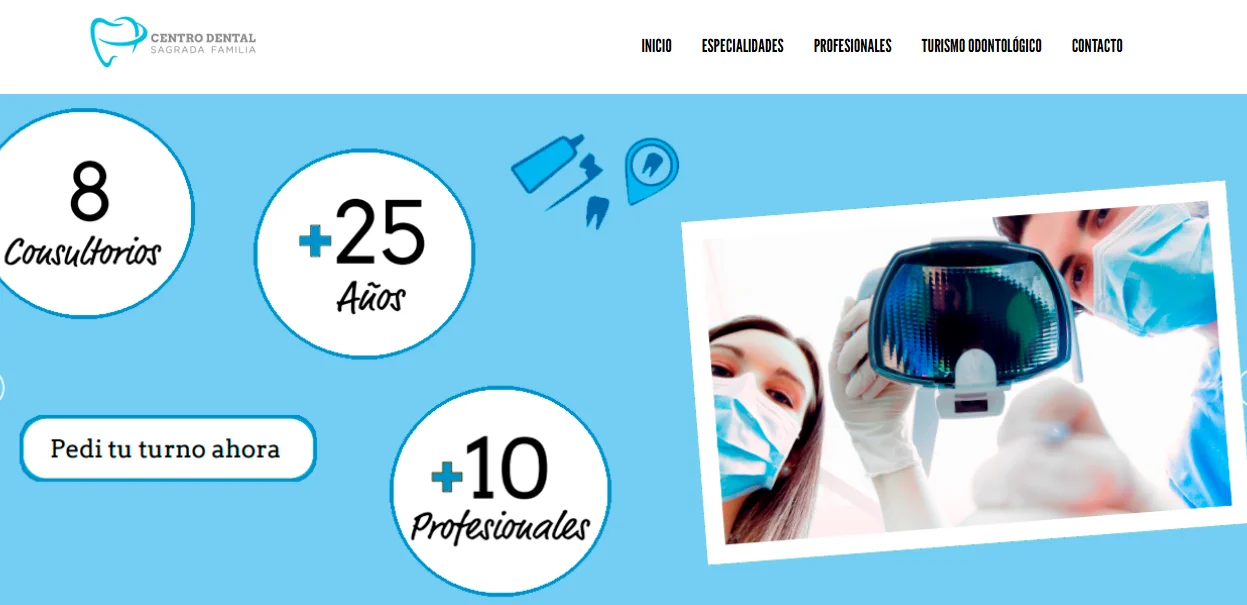 CENTRO DENTAL
SAGRADA FAMILIA
INICIO ESPECIALIDADES PROFESIONALES TURISMO ODONTOLÓGICO CONTACTO
8
Consultorios
+25
Años
Pedi tu turno ahora
+10
Profesionales